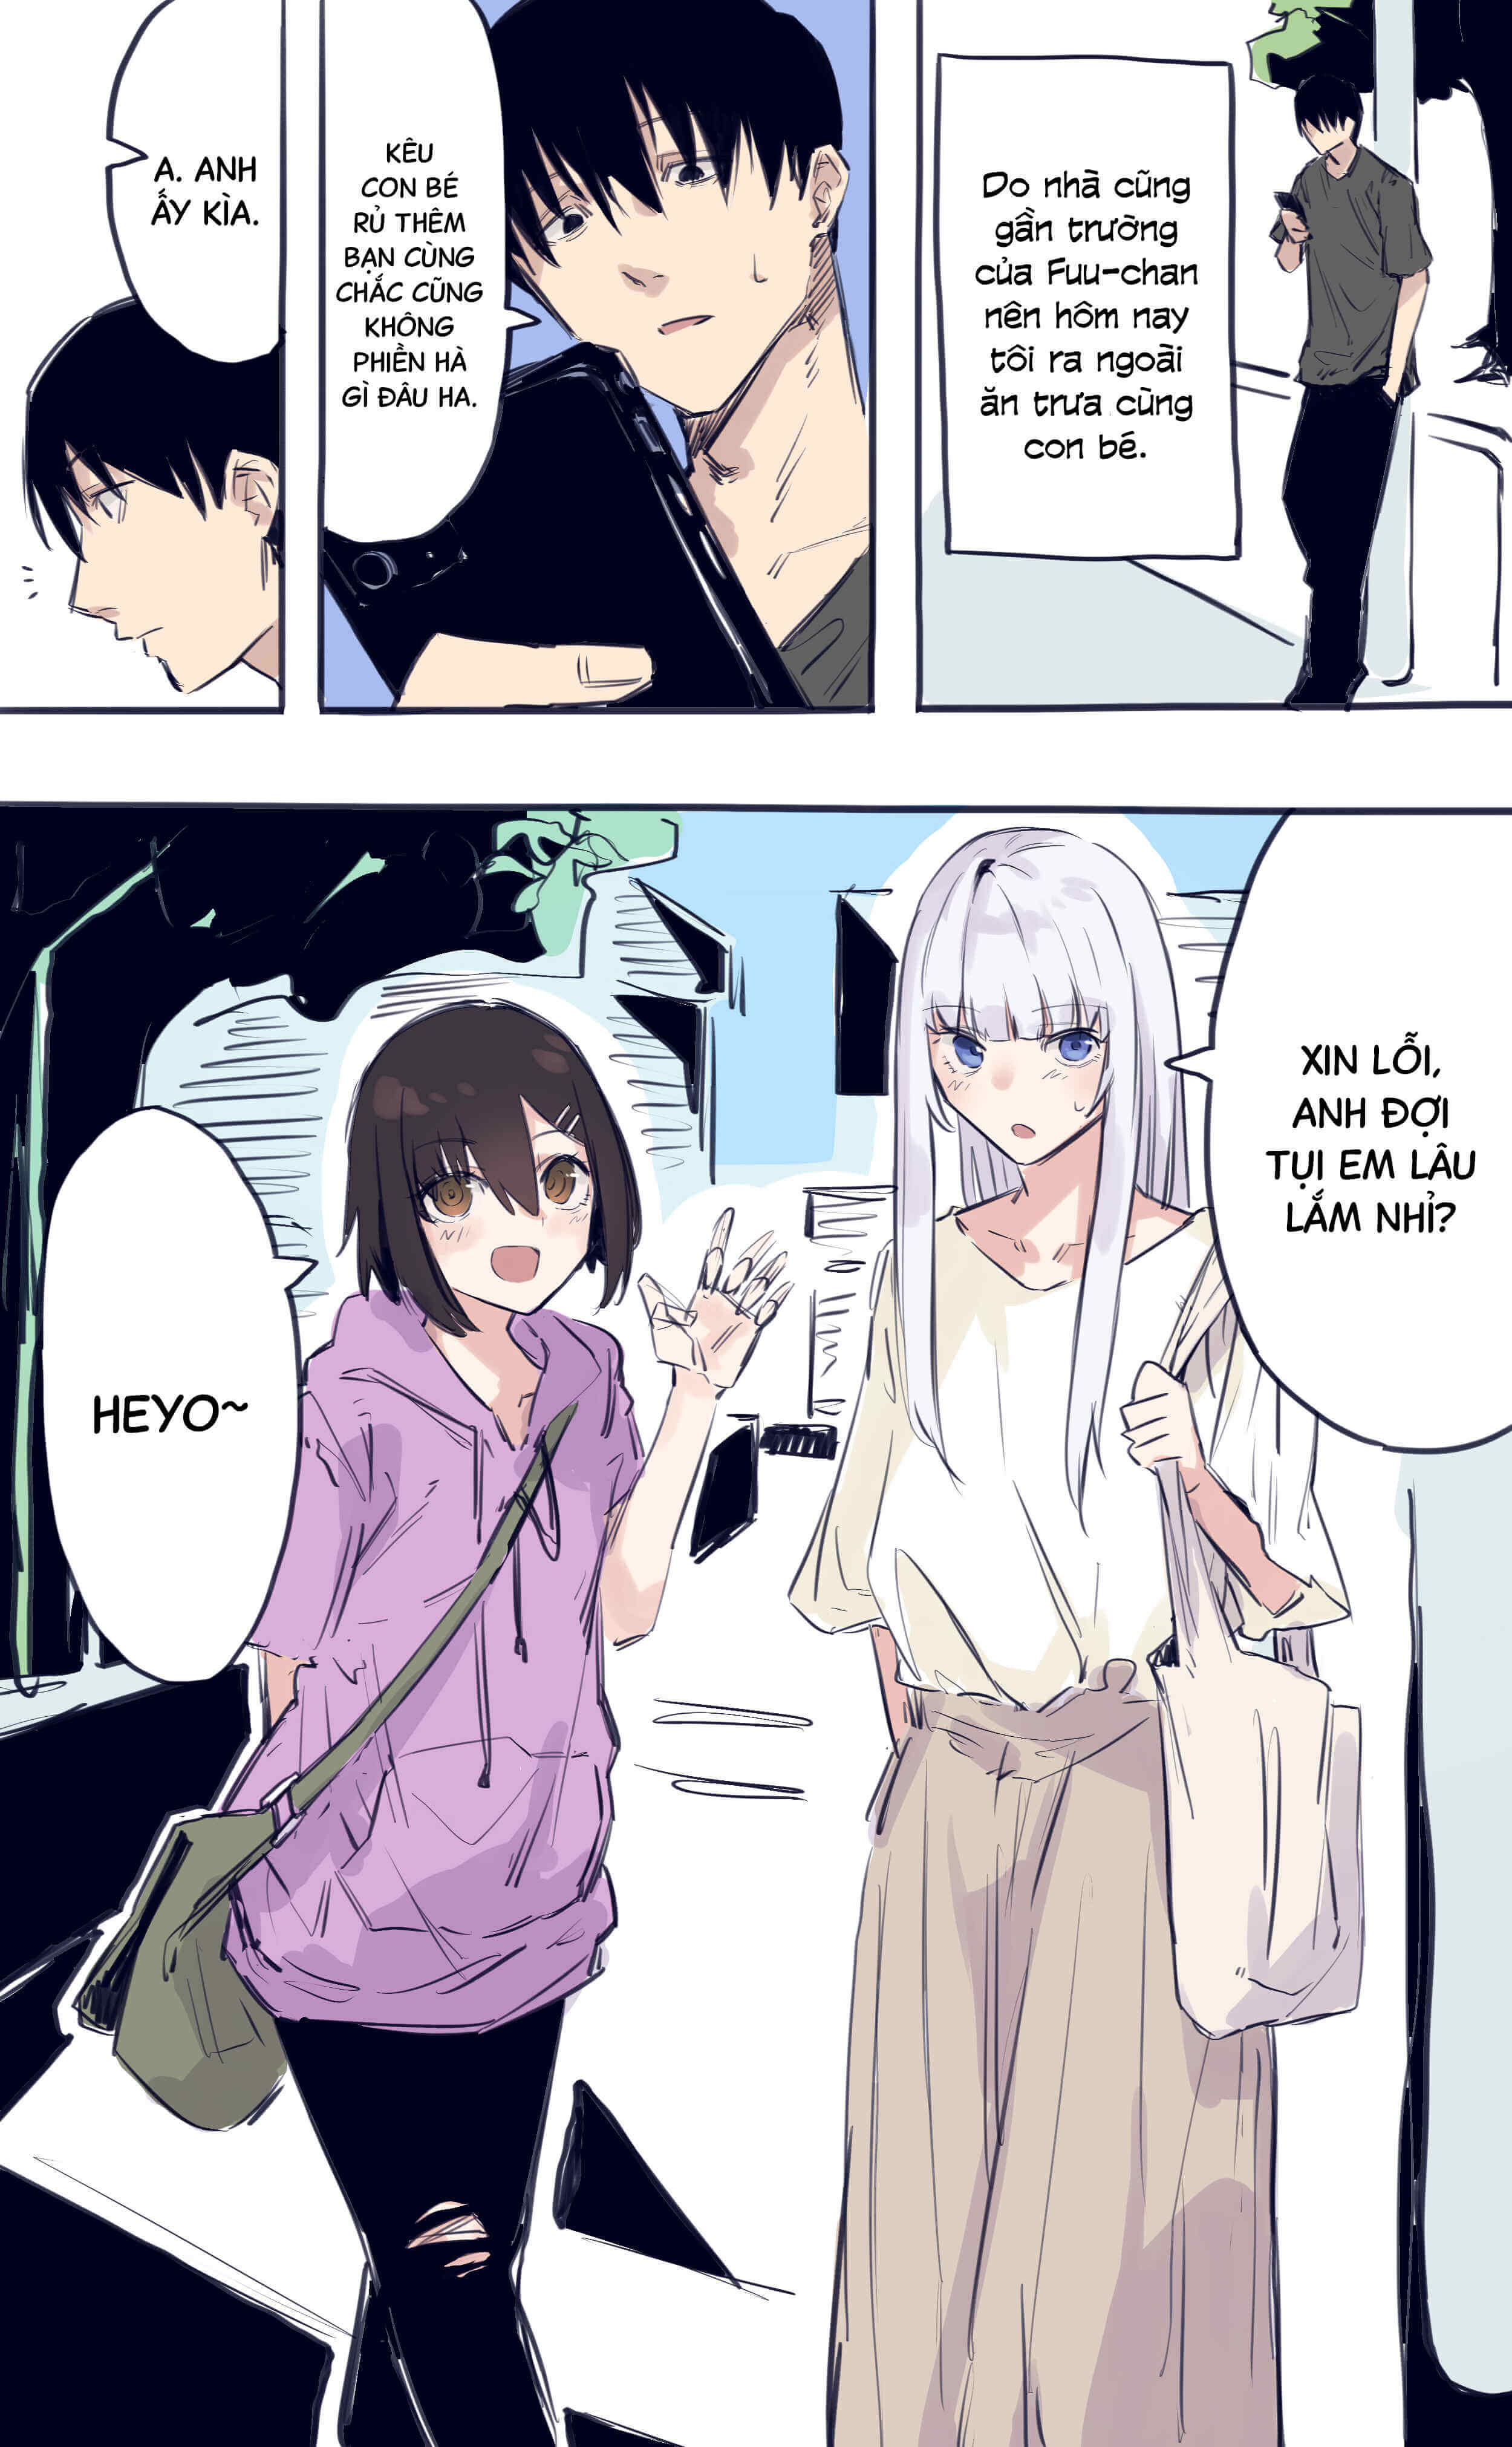 Do nhà cũng
gần trường
của Fuu-chan
nên hôm nay
tôi ra ngoài
ăn trưa cùng
con bé.
KÊU
CON BÉ
RỦ THÊM
BẠN CÙNG
CHẮC CŨNG
KHÔNG
PHIỀN HÀ
GÌ ĐÂU HA.
A. ANH
ẤY KÌA.
XIN LỖI,
ANH ĐỢI
TỤI EM LÂU
LẮM NHỈ?
HEYO~